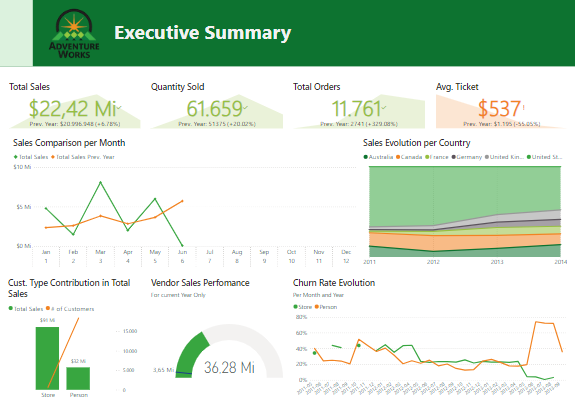 ADVENTURE
WORKS
Executive Summary
Total Sales
Quantity Sold
Total Orders
Avg. Ticket
$22,42 Mi
61.659
11.761
$537
Prev. Year: $20.996.948 (+6.78%)
Prev. Year: 51375 (+20.02%)
Prev. Year: 2741 (+329.08%)
Prev. Year: $1.195 (-55.05%)
Sales Comparison per Month
Total Sales Total Sales Prev. Year
$10 Mi
$5 Mi
$0 Mi
Jan Feb Mar Apr May Jun Jul Aug Sep Oct Nov Dec
1 2 3 4 5 6 7 8 9 10 11 12
Sales Evolution per Country
Australia Canada France Germany United Kin... United St...
2011 2012 2013 2014
Cust. Type Contribution in Total
Sales
Total Sales # of Customers
15.000
10.000
5.000
0
Store Person
Vendor Sales Perfomance
For current Year Only
3,65 Mi
36.28 Mi
Churn Rate Evolution
Per Month and Year
Store Person
80%
60%
40%
20%
0%